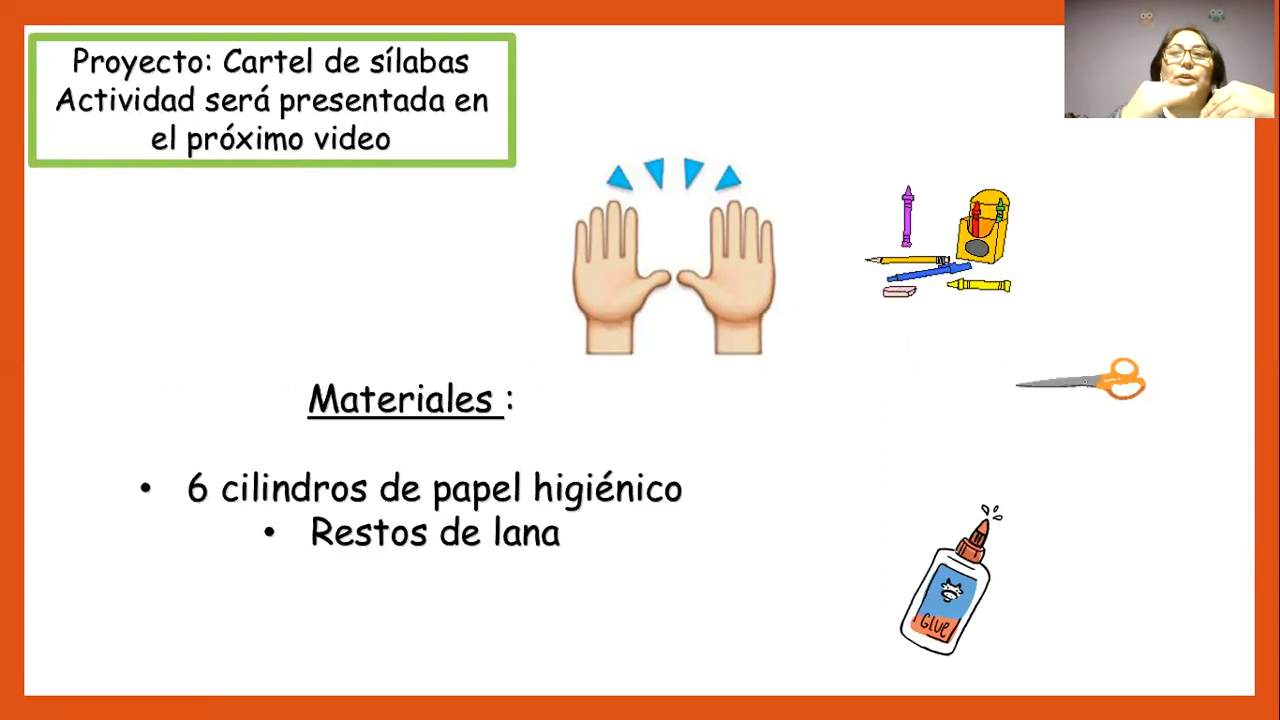 Proyecto: Cartel de sílabas
Actividad será presentada en
el próximo video
Materiales :
• 6 cilindros de papel higiénico
• Restos de lana
GLUE